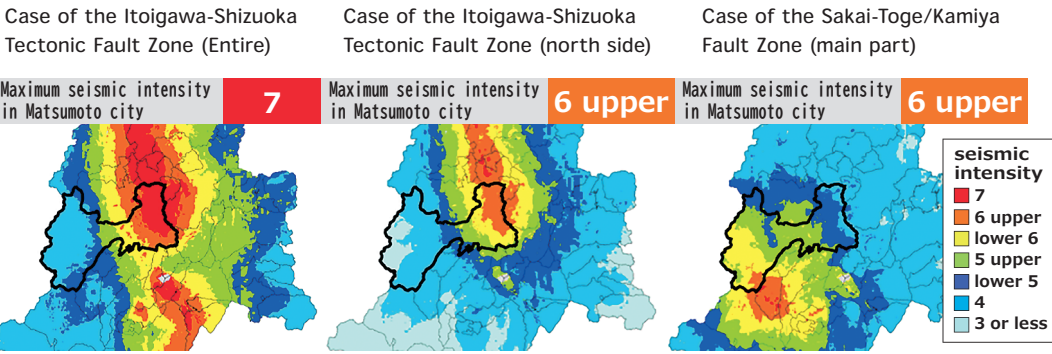 Case of the Itoigawa-Shizuoka
Tectonic Fault Zone (Entire)
Maximum seismic intensity
in Matsumoto city
7
Case of the Itoigawa-Shizuoka
Tectonic Fault Zone (north side)
Maximum seismic intensity
in Matsumoto city
6 upper
Case of the Sakai-Toge/Kamiya
Fault Zone (main part)
Maximum seismic intensity
in Matsumoto city
6 upper
seismic
intensity
7
6 upper
lower 6
5 upper
lower 5
4
3 or less